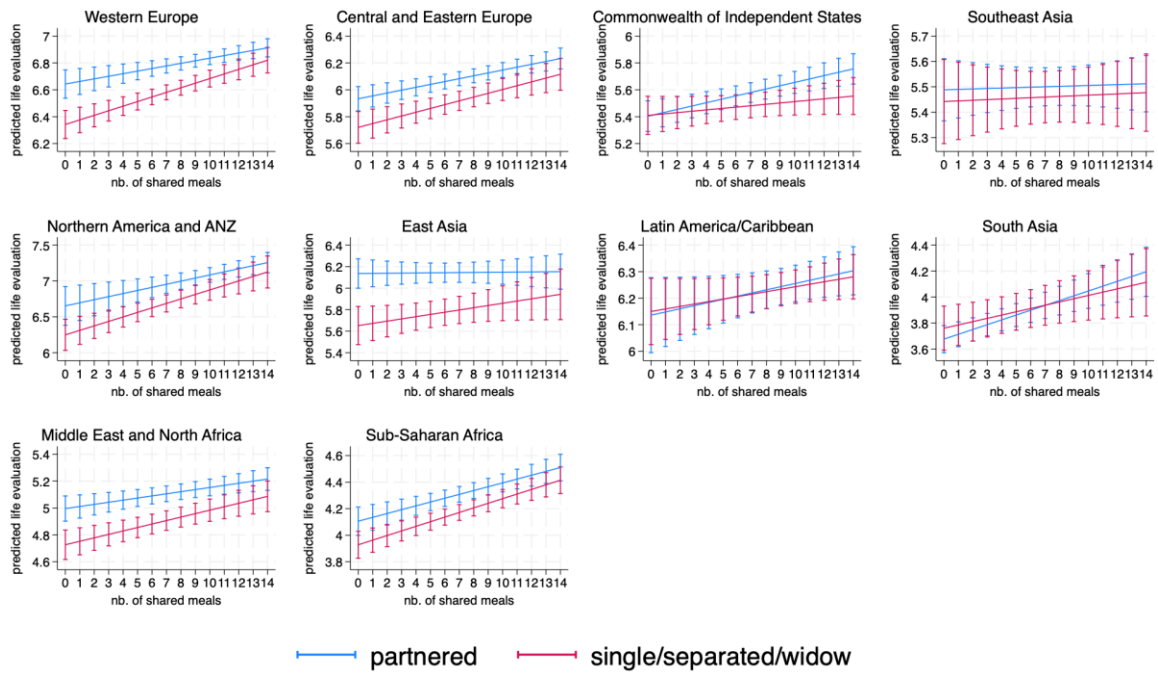 Western Europe
predicted life evaluation
7
6.8
6.6
6.4
6.2
0 1 2 3 4 5 6 7 8 9 10 11 12 13 14
nb. of shared meals
Central and Eastern Europe
predicted life evaluation
6.4
6.2
6
5.8
5.6
0 1 2 3 4 5 6 7 8 9 10 11 12 13 14
nb. of shared meals
Commonwealth of Independent States
predicted life evaluation
6
5.8
5.6
5.4
5.2
0 1 2 3 4 5 6 7 8 9 10 11 12 13 14
nb. of shared meals
Southeast Asia
predicted life evaluation
5.7
5.6
5.5
5.4
5.3
0 1 2 3 4 5 6 7 8 9 10 11 12 13 14
nb. of shared meals
Northern America and ANZ
predicted life evaluation
7.5
7
6.5
6
0 1 2 3 4 5 6 7 8 9 10 11 12 13 14
nb. of shared meals
East Asia
predicted life evaluation
6.4
6.2
6
5.8
5.6
5.4
0 1 2 3 4 5 6 7 8 9 10 11 12 13 14
nb. of shared meals
Latin America/Caribbean
predicted life evaluation
6.4
6.3
6.2
6.1
6
0 1 2 3 4 5 6 7 8 9 10 11 12 13 14
nb. of shared meals
South Asia
predicted life evaluation
4.4
4.2
4
3.8
3.6
0 1 2 3 4 5 6 7 8 9 10 11 12 13 14
nb. of shared meals
Middle East and North Africa
predicted life evaluation
5.4
5.2
5
4.8
4.6
0 1 2 3 4 5 6 7 8 9 10 11 12 13 14
nb. of shared meals
Sub-Saharan Africa
predicted life evaluation
4.6
4.4
4.2
4
3.8
0 1 2 3 4 5 6 7 8 9 10 11 12 13 14
nb. of shared meals
partnered
single/separated/widow